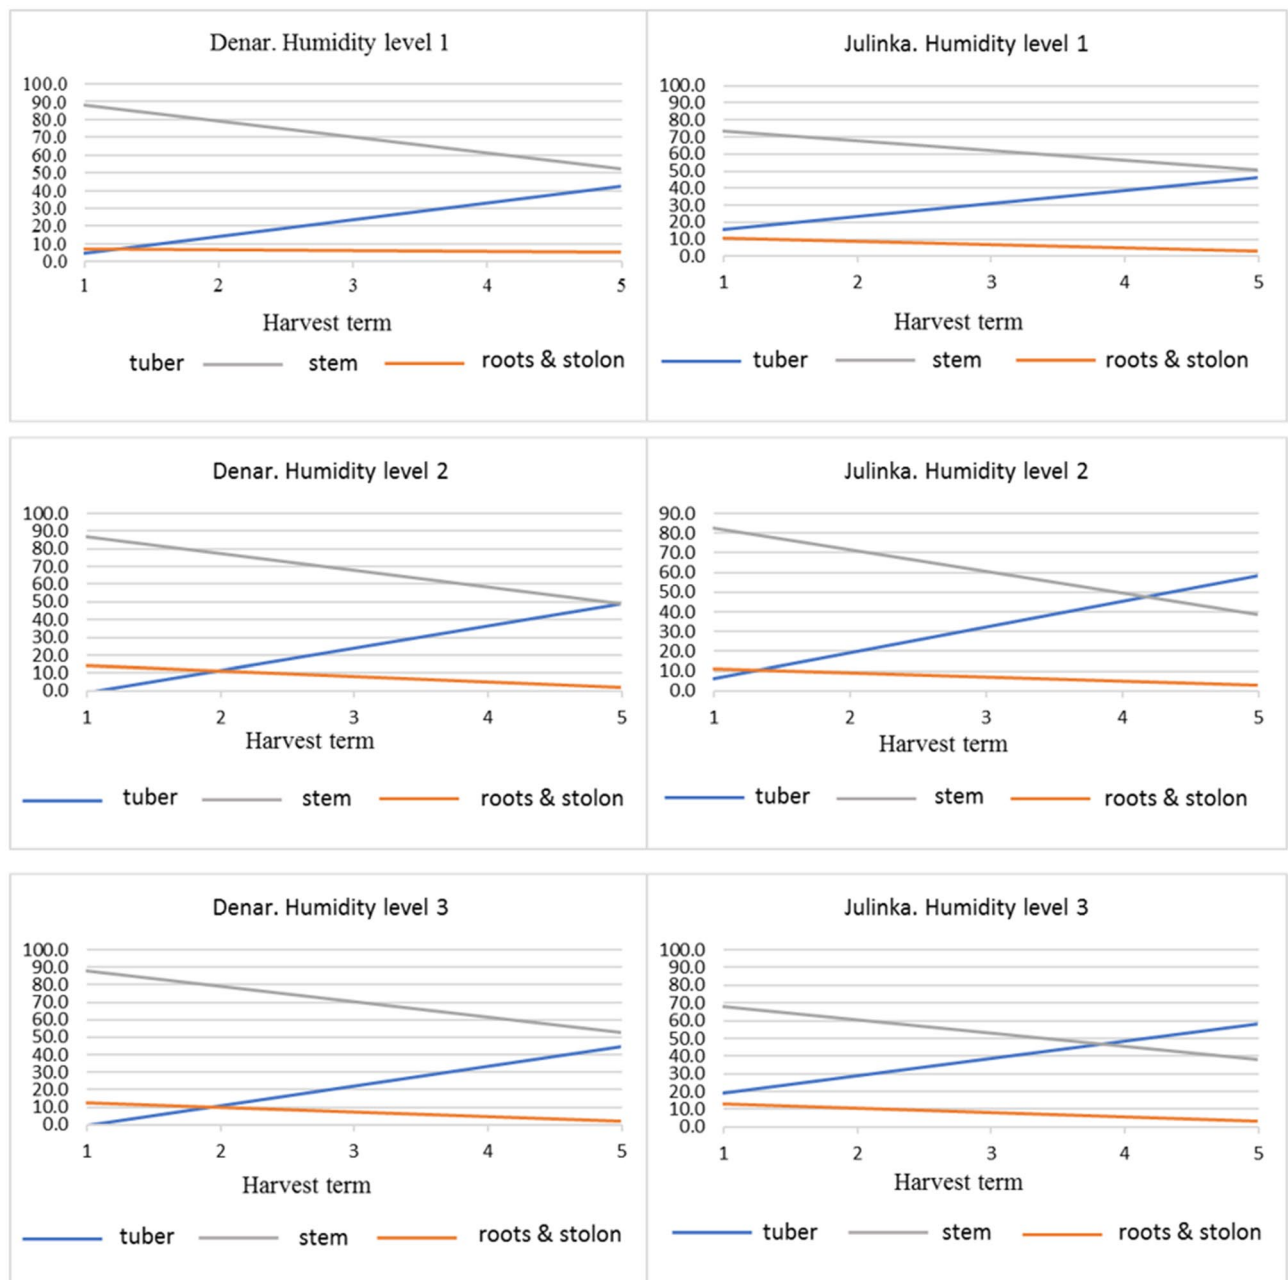 Denar. Humidity level 1
100.0
90.0
80.0
70.0
60.0
50.0
40.0
30.0
20.0
10.0
0.0
1 2 3 4 5
Harvest term
tuber stem roots & stolon
Julinka. Humidity level 1
100.0
90.0
80.0
70.0
60.0
50.0
40.0
30.0
20.0
10.0
0.0
1 2 3 4 5
Harvest term
tuber stem roots & stolon
Denar. Humidity level 2
100.0
90.0
80.0
70.0
60.0
50.0
40.0
30.0
20.0
10.0
0.0
1 2 3 4 5
Harvest term
tuber stem roots & stolon
Julinka. Humidity level 2
90.0
80.0
70.0
60.0
50.0
40.0
30.0
20.0
10.0
0.0
1 2 3 4 5
Harvest term
tuber stem roots & stolon
Denar. Humidity level 3
100.0
90.0
80.0
70.0
60.0
50.0
40.0
30.0
20.0
10.0
0.0
1 2 3 4 5
Harvest term
tuber stem roots & stolon
Julinka. Humidity level 3
100.0
90.0
80.0
70.0
60.0
50.0
40.0
30.0
20.0
10.0
0.0
1 2 3 4 5
Harvest term
tuber stem roots & stolon